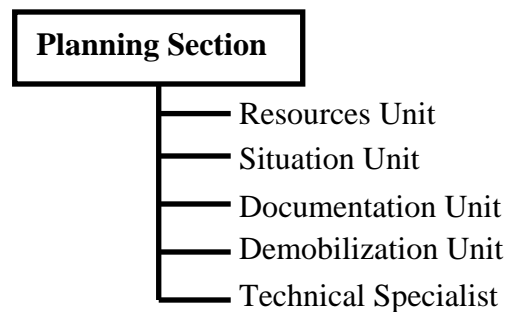 Planning Section
Resources Unit
Situation Unit
Documentation Unit
Demobilization Unit
Technical Specialist